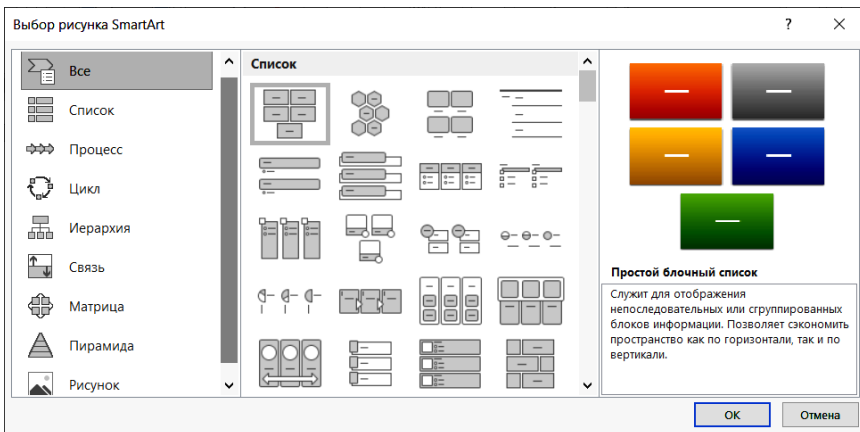 Выбор рисунка SmartArt
?
Все
Список
Процесс
Цикл
Иерархия
Связь
Матрица
Пирамида
Рисунок
Список
Простой блочный список
Служит для отображения
непоследовательных или сгруппированных
блоков информации. Позволяет сэкономить
пространство как по горизонтали, так и по
вертикали.
ОК
Отмена